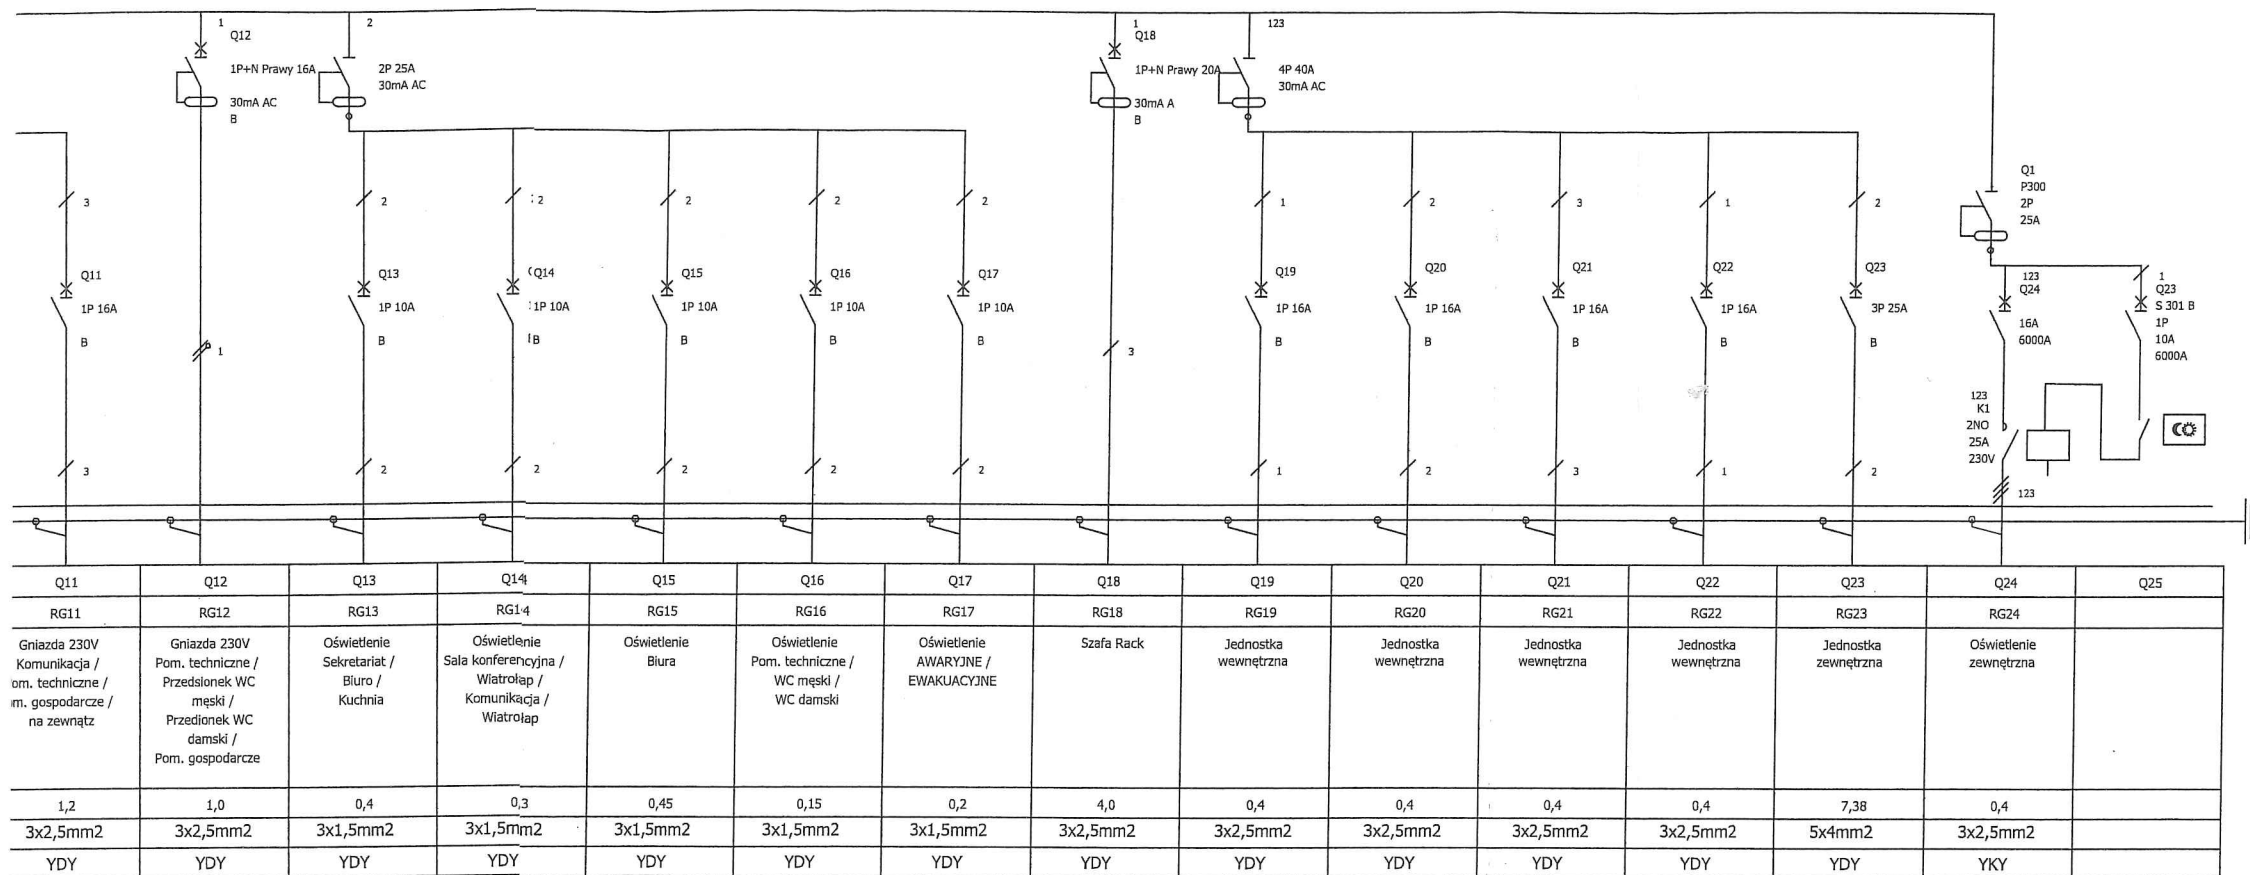 1
Q12
1P+N Prawy 16A
30mA AC
B
2
2P 25A
30mA AC
1
Q18
1P+N Prawy 20A
30mA A
B
123
4P 40A
30mA AC
Q1
P300
2P
25A
3
2
2
2
2
2
1
2
3
1
2
Q11
1P 16A
B
Q13
1P 10A
B
Q14
1P 10A
B
Q15
1P 10A
B
Q16
1P 10A
B
Q17
1P 10A
B
Q19
1P 16A
B
Q20
1P 16A
B
Q21
1P 16A
B
Q22
1P 16A
B
Q23
3P 25A
B
123
Q24
16A
6000A
1
Q23
S 301 B
1P
10A
6000A
1
3
123
K1
2NO
25A
230V
3
2
2
2
2
2
1
2
3
1
2
123
Q11 Q12 Q13 Q14 Q15 Q16 Q17 Q18 Q19 Q20 Q21 Q22 Q23 Q24 Q25
RG11 RG12 RG13 RG14 RG15 RG16 RG17 RG18 RG19 RG20 RG21 RG22 RG23 RG24
Gniazda 230V
Komunikacja /
om. techniczne /
m. gospodarcze /
na zewnątz
Gniazda 230V
Pom. techniczne /
Przedsionek WC
męski /
Przedionek WC
damski /
Pom. gospodarcze
Oświetlenie
Sekretariat /
Biuro /
Kuchnia
Oświetlenie
Sala konferencyjna /
Wiatrołap /
Komunikacja /
Wiatrołap
Oświetlenie
Biura
Oświetlenie
Pom. techniczne /
WC męski /
WC damski
Oświetlenie
AWARYJNE /
EWAKUACYJNE
Szafa Rack
Jednostka
wewnętrzna
Jednostka
wewnętrzna
Jednostka
wewnętrzna
Jednostka
wewnętrzna
Jednostka
zewnętrzna
Oświetlenie
zewnętrzna
1,2 1,0 0,4 0,3 0,45 0,15 0,2 4,0 0,4 0,4 0,4 0,4 7,38 0,4
3x2,5mm2 3x2,5mm2 3x1,5mm2 3x1,5mm2 3x1,5mm2 3x1,5mm2 3x1,5mm2 3x2,5mm2 3x2,5mm2 3x2,5mm2 3x2,5mm2 3x2,5mm2 5x4mm2 3x2,5mm2
YDY YDY YDY YDY YDY YDY YDY YDY YDY YDY YDY YDY YDY YKY